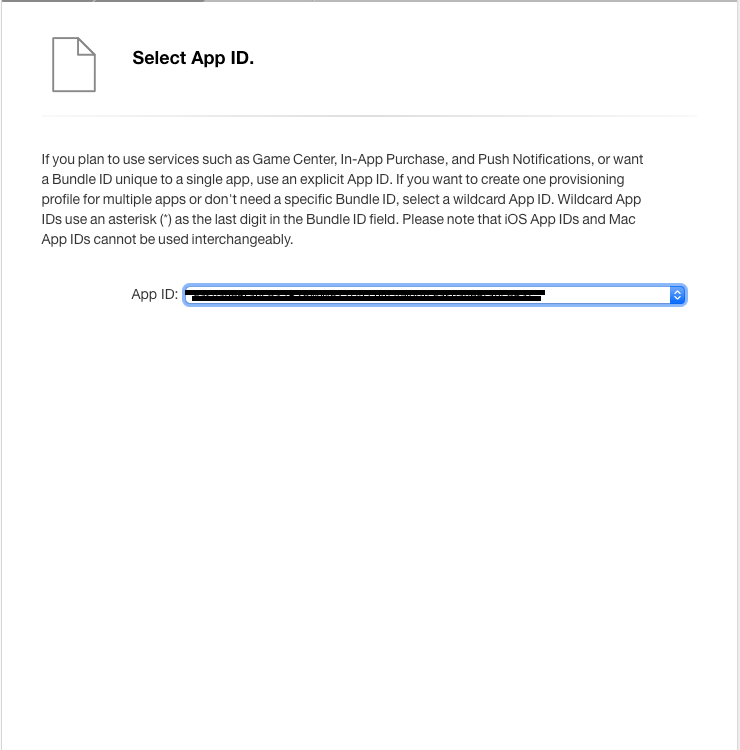 Select App ID.
If you plan to use services such as Game Center, In-App Purchase, and Push Notifications, or want
a Bundle ID unique to a single app, use an explicit App ID. If you want to create one provisioning
profile for multiple apps or don't need a specific Bundle ID, select a wildcard App ID. Wildcard App
IDs use an asterisk (*) as the last digit in the Bundle ID field. Please note that iOS App IDs and Mac
App IDs cannot be used interchangeably.
App ID: